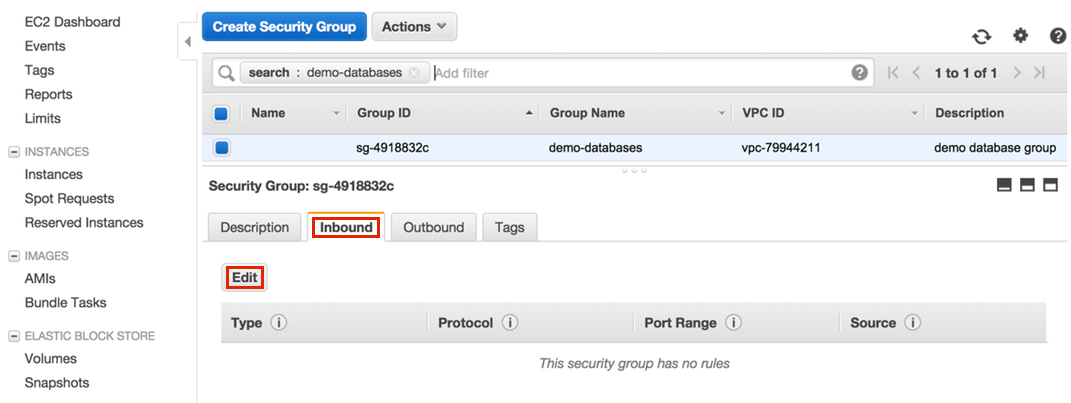 EC2 Dashboard
Events
Tags
Reports
Limits
INSTANCES
Instances
Spot Requests
Reserved Instances
IMAGES
AMIs
Bundle Tasks
ELASTIC BLOCK STORE
Volumes
Snapshots
Create Security Group Actions
search : demo-databases Add filter 1 to 1 of 1
Name Group ID Group Name VPC ID Description
sg-4918832c demo-databases vpc-79944211 demo database group
Security Group: sg-4918832c
Description Inbound Outbound Tags
Edit
Type Protocol Port Range Source
This security group has no rules